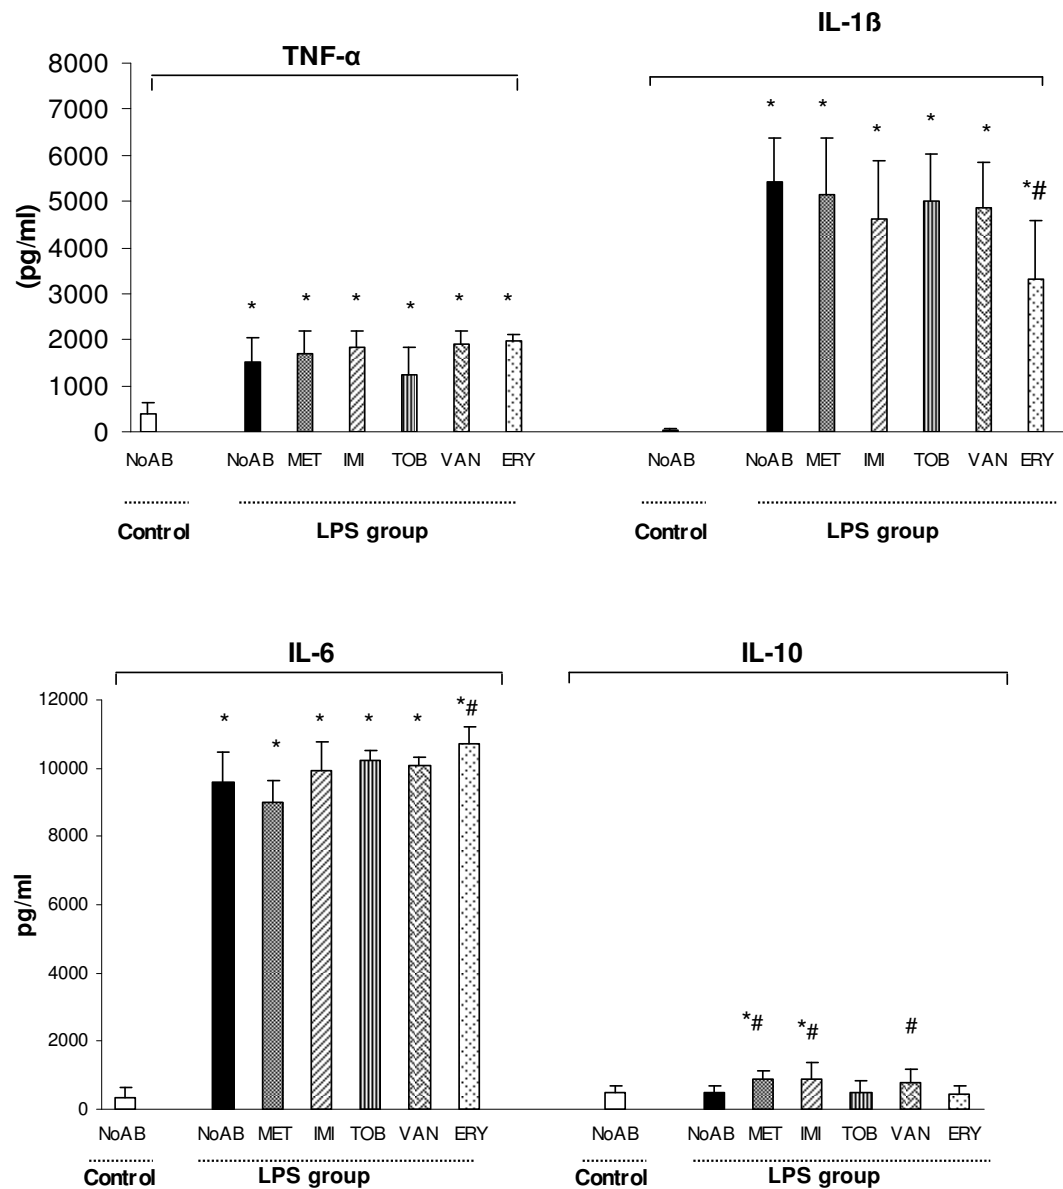 IL-1ß
TNF-α
8000
7000
6000
5000
4000
3000
2000
1000
0
(pg/ml)
* * * * * *
* * * * * *#
NoAB NoAB MET IMI TOB VAN ERY NoAB NoAB MET IMI TOB VAN ERY
Control LPS group Control LPS group
IL-6 IL-10
12000
10000
8000
6000
4000
2000
0
pg/ml
* * * * * *#
*# *# #
NoAB NoAB MET IMI TOB VAN ERY NoAB NoAB MET IMI TOB VAN ERY
Control LPS group Control LPS group